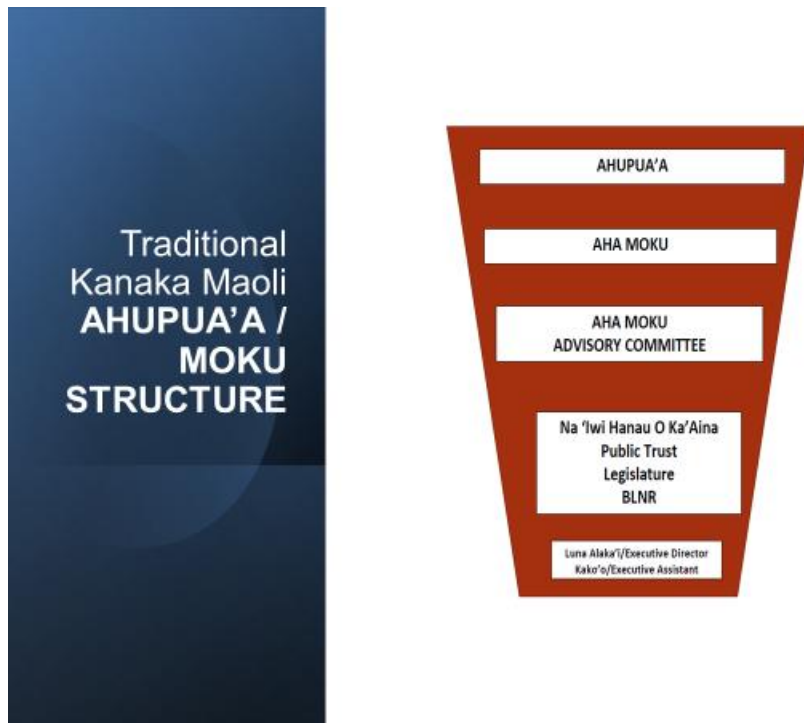 Traditional
Kanaka Maoli
AHUPUA'A /
MOKU
STRUCTURE
AHUPUA'A
AHA MOKU
AHA MOKU
ADVISORY COMMITTEE
Na 'Iwi Hanau O Ka'Aina
Public Trust
Legislature
BLNR
Luna Alaka'i/Executive Director
Kako'o/Executive Assistant